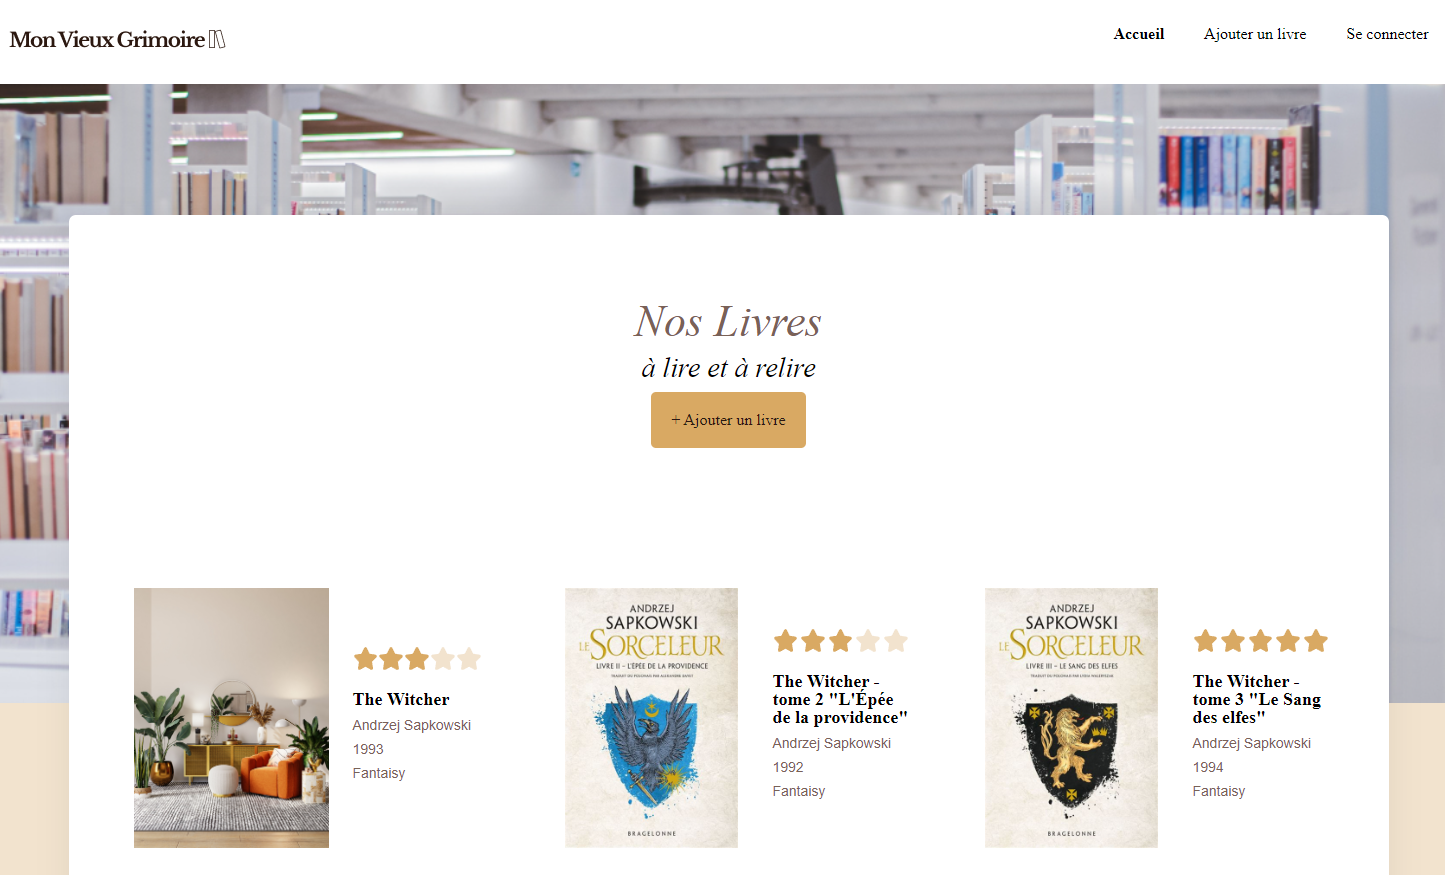 Mon Vieux Grimoire
Accueil
Ajouter un livre
Se connecter
Nos Livres
à lire et à relire
+ Ajouter un livre
The Witcher
Andrzej Sapkowski
1993
Fantaisy
ANDRZEJ
SAPKOWSKI
LE SORCELEUR
LIVRE II - L'ÉPÉE DE LA PROVIDENCE
BRAGELONNE
The Witcher -
tome 2 "L'Épée
de la providence"
Andrzej Sapkowski
1992
Fantaisy
ANDRZEJ
SAPKOWSKI
LE SORCELEUR
LIVRE III - LE SANG DES ELFES
BRAGELONNE
The Witcher -
tome 3 "Le Sang
des elfes"
Andrzej Sapkowski
1994
Fantaisy